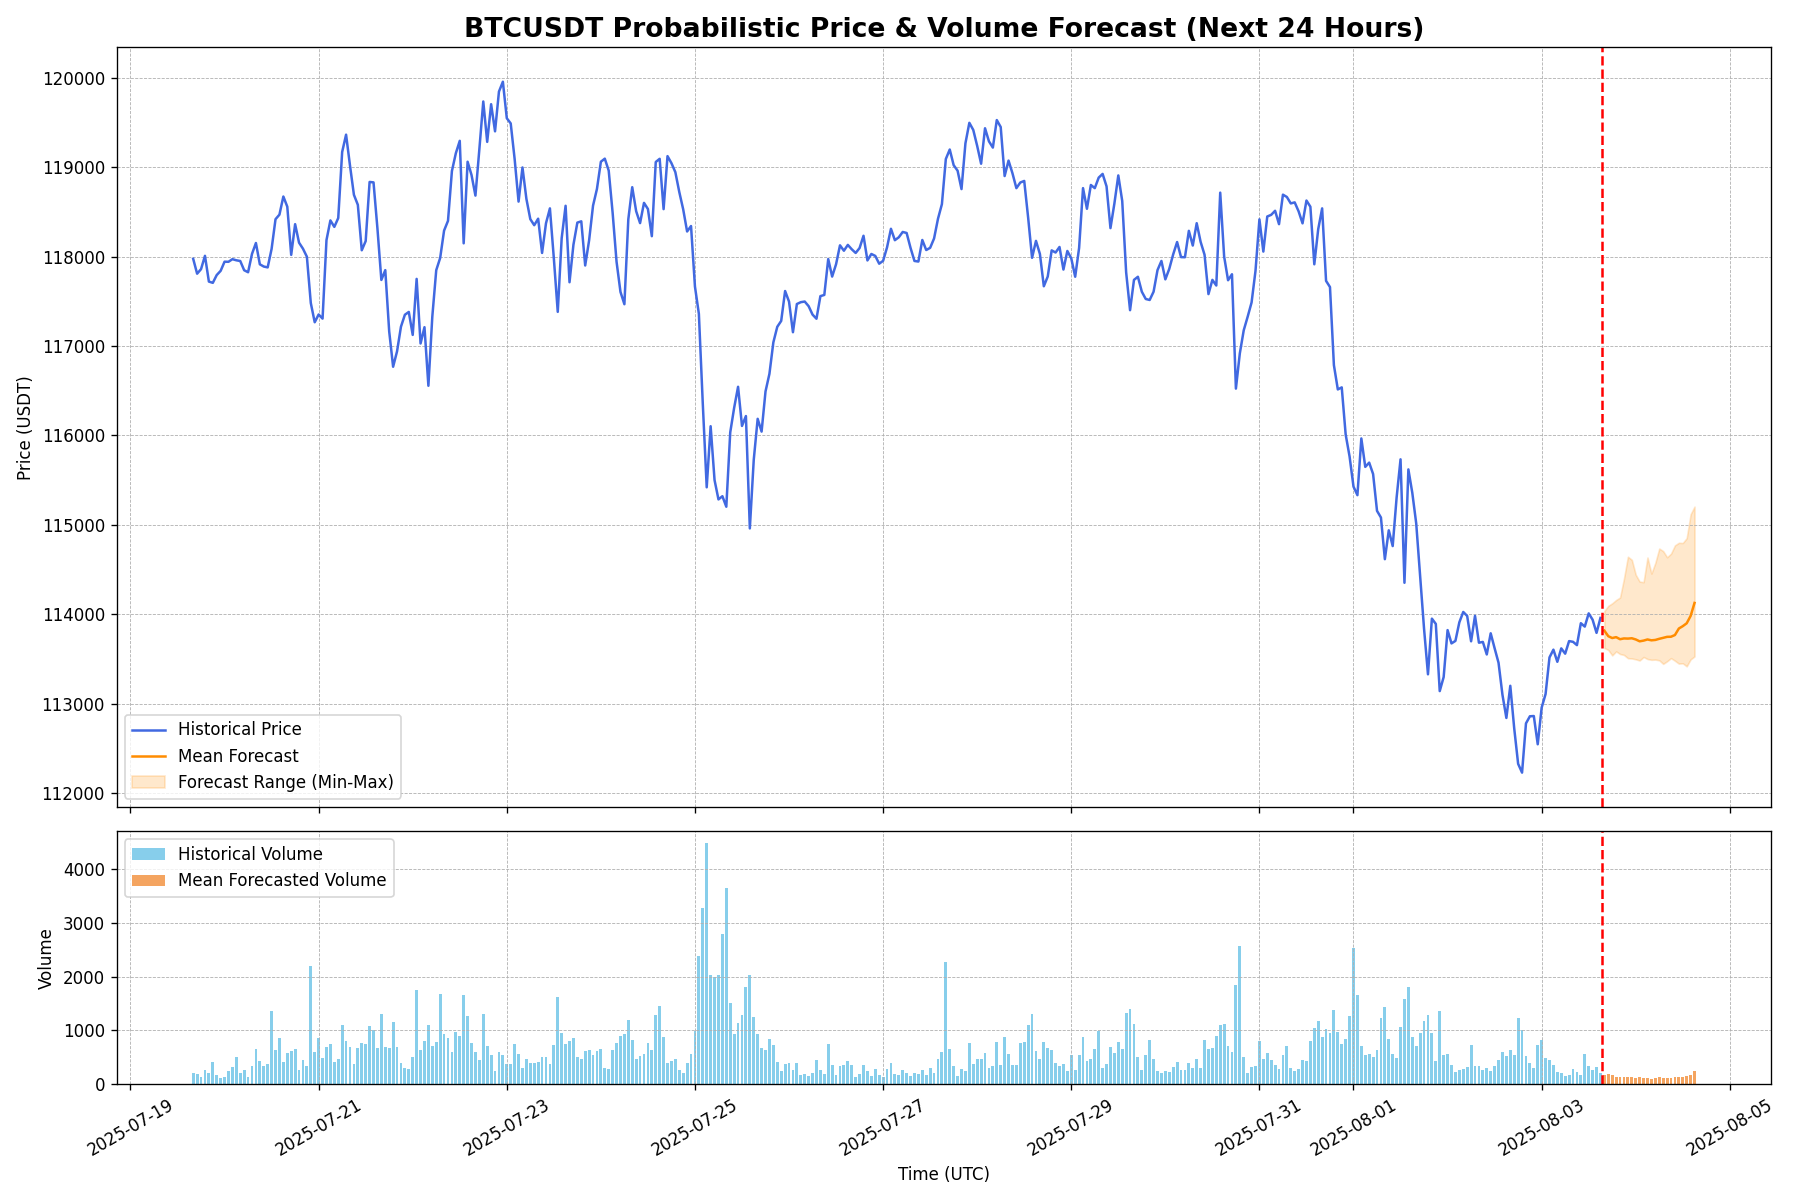 BTCUSDT Probabilistic Price & Volume Forecast (Next 24 Hours)
120000
119000
118000
117000
116000
115000
114000
113000
112000
Price (USDT)
Historical Price
Mean Forecast
Forecast Range (Min-Max)
4000
3000
2000
1000
0
Volume
Historical Volume
Mean Forecasted Volume
2025-07-19
2025-07-21
2025-07-23
2025-07-25
2025-07-27
2025-07-29
2025-07-31
2025-08-01
2025-08-03
2025-08-05
Time (UTC)